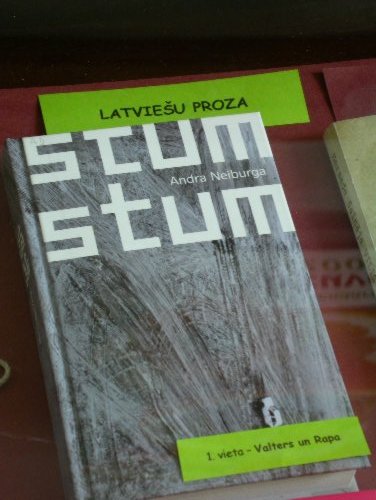 LATVIEŠU PROZA
stum
Andra Neiburga
stum
1. vieta - Valters un Rapa